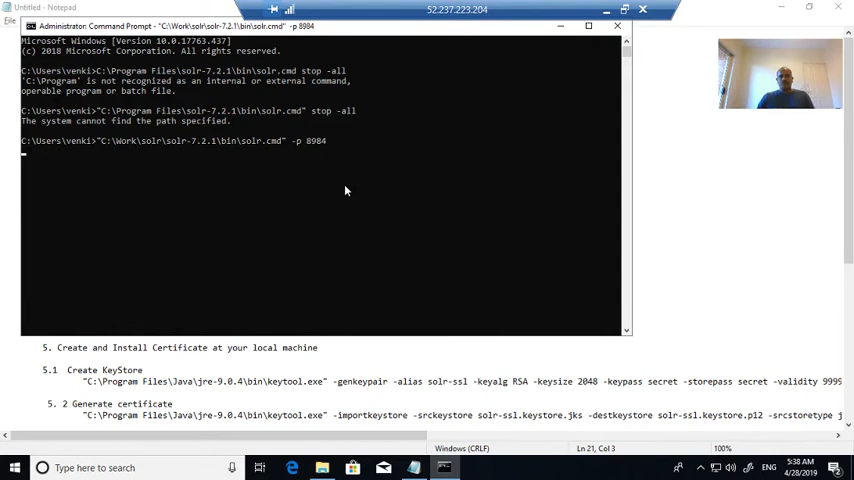 Untitled - Notepad
52.237.223.204
File
Administrator: Command Prompt - "C:\Work\solr\solr-7.2.1\bin\solr.cmd" -p 8984
Microsoft Windows [Version 10.0.17763.437]
(c) 2018 Microsoft Corporation. All rights reserved.
C:\Users\venki>C:\Program Files\solr-7.2.1\bin\solr.cmd stop -all
'C:\Program' is not recognized as an internal or external command,
operable program or batch file.
C:\Users\venki>"C:\Program Files\solr-7.2.1\bin\solr.cmd" stop -all
The system cannot find the path specified.
C:\Users\venki>"C:\Work\solr\solr-7.2.1\bin\solr.cmd" -p 8984
5. Create and Install Certificate at your local machine
5.1 Create KeyStore
"C:\Program Files\Java\jre-9.0.4\bin\keytool.exe" -genkeypair -alias solr-ssl -keyalg RSA -keysize 2048 -keypass secret -storepass secret -validity 9999
5. 2 Generate certificate
"C:\Program Files\Java\jre-9.0.4\bin\keytool.exe" -importkeystore -srckeystore solr-ssl.keystore.jks -destkeystore solr-ssl.keystore.p12 -srcstoretype j
Windows (CRLF) Ln 21, Col 3 100%
Type here to search
ENG
5:38 AM
4/28/2019
2